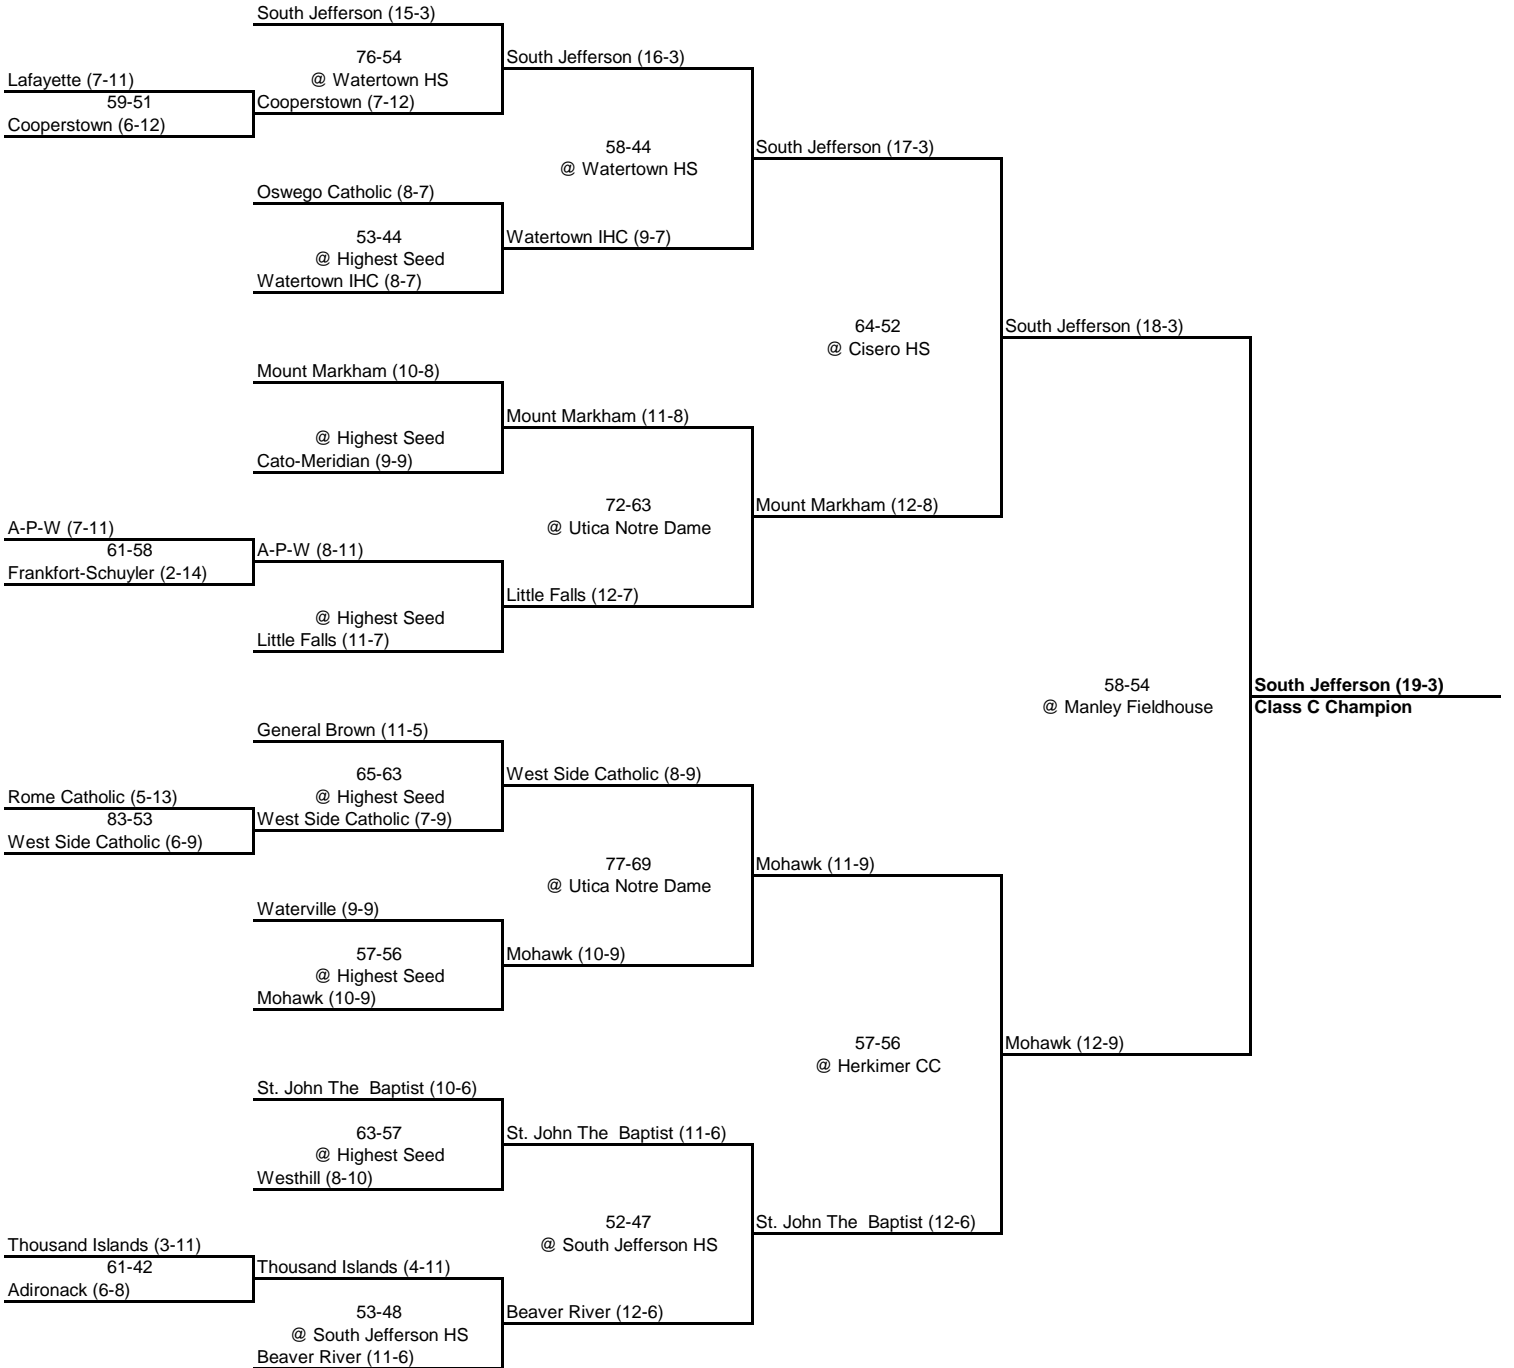 South Jefferson (15-3)
76-54
@ Watertown HS
South Jefferson (16-3)
Lafayette (7-11)
59-51
Cooperstown (6-12)
Cooperstown (7-12)
58-44
@ Watertown HS
South Jefferson (17-3)
Oswego Catholic (8-7)
53-44
@ Highest Seed
Watertown IHC (8-7)
Watertown IHC (9-7)
64-52
@ Cisero HS
South Jefferson (18-3)
Mount Markham (10-8)
@ Highest Seed
Cato-Meridian (9-9)
Mount Markham (11-8)
72-63
@ Utica Notre Dame
Mount Markham (12-8)
A-P-W (7-11)
61-58
Frankfort-Schuyler (2-14)
A-P-W (8-11)
@ Highest Seed
Little Falls (11-7)
Little Falls (12-7)
58-54
@ Manley Fieldhouse
South Jefferson (19-3)
Class C Champion
General Brown (11-5)
65-63
@ Highest Seed
West Side Catholic (8-9)
Rome Catholic (5-13)
83-53
West Side Catholic (6-9)
West Side Catholic (7-9)
77-69
@ Utica Notre Dame
Mohawk (11-9)
Waterville (9-9)
57-56
@ Highest Seed
Mohawk (10-9)
Mohawk (10-9)
57-56
@ Herkimer CC
Mohawk (12-9)
St. John The  Baptist (10-6)
63-57
@ Highest Seed
Westhill (8-10)
St. John The  Baptist (11-6)
52-47
@ South Jefferson HS
St. John The  Baptist (12-6)
Thousand Islands (3-11)
61-42
Adironack (6-8)
Thousand Islands (4-11)
53-48
@ South Jefferson HS
Beaver River (11-6)
Beaver River (12-6)